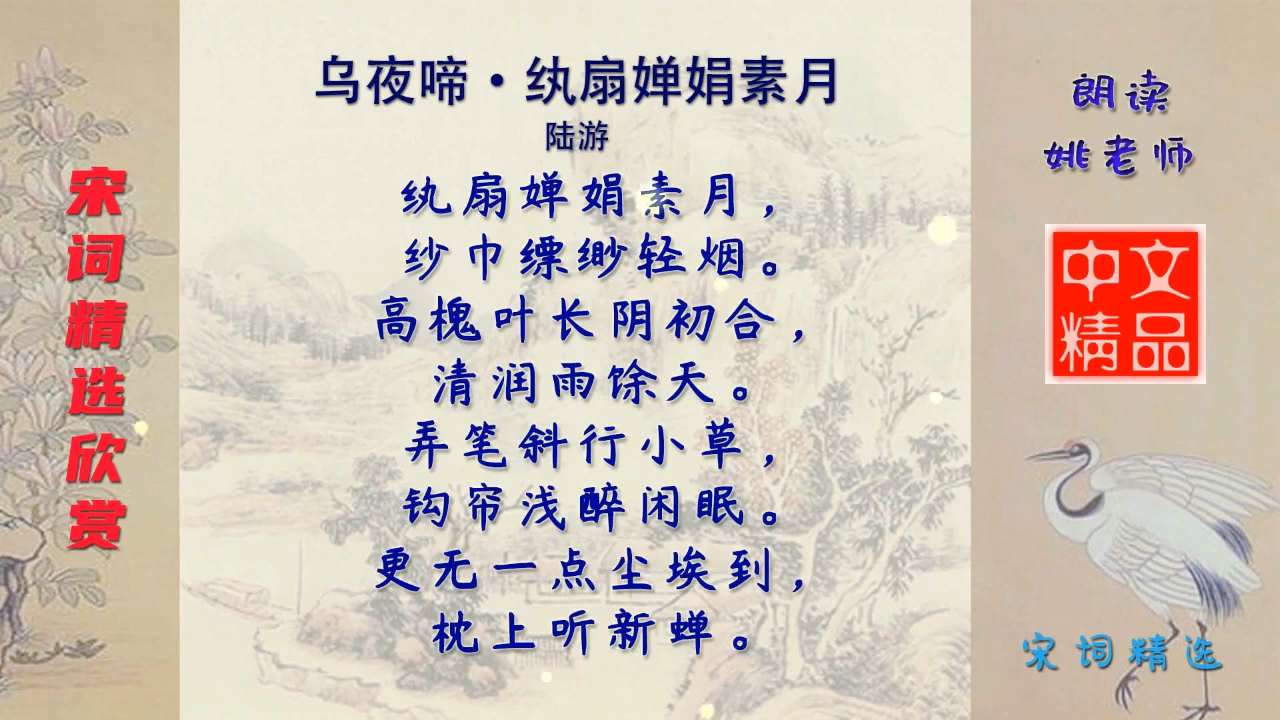 乌夜啼·纨扇婵娟素月
陆游
纨扇婵娟素月，
纱巾缥缈轻烟。
高槐叶长阴初合，
清润雨馀天。
弄笔斜行小草，
钩帘浅醉闲眠。
更无一点尘埃到，
枕上听新蝉。
宋词精选欣赏
朗读
姚老师
中文
精品
宋词精选